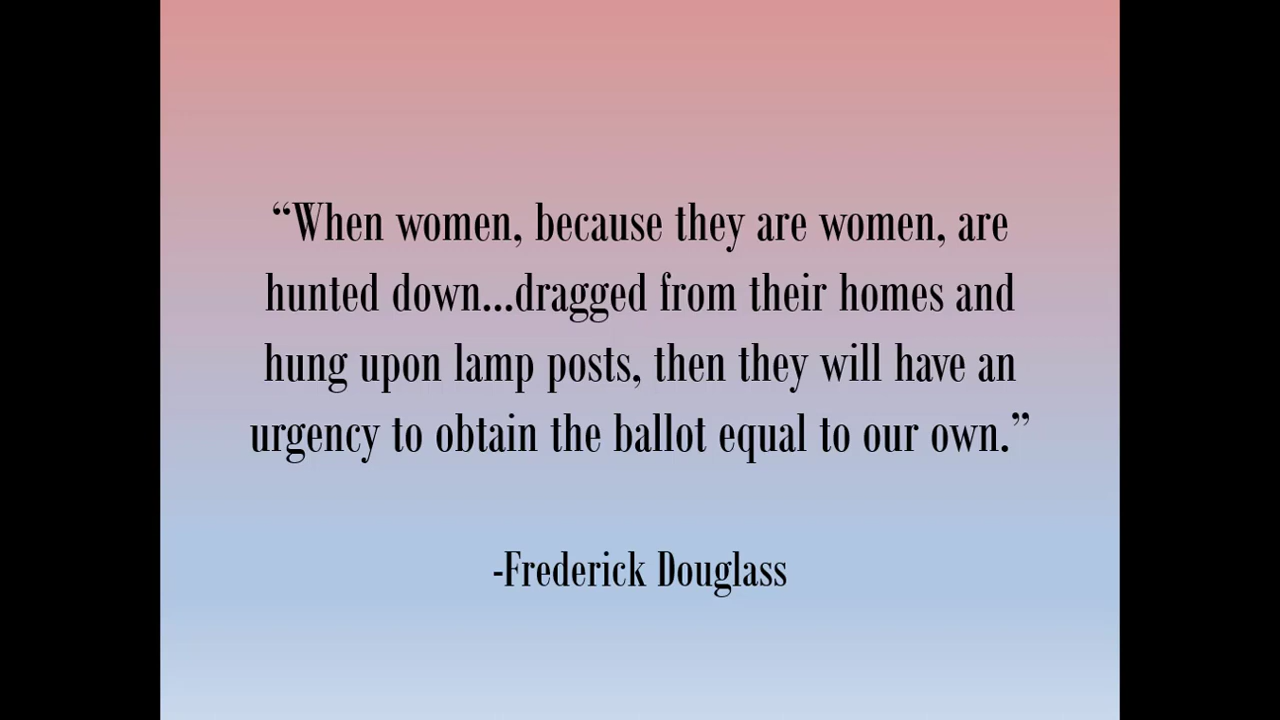 “When women, because they are women, are
hunted down...dragged from their homes and
hung upon lamp posts, then they will have an
urgency to obtain the ballot equal to our own.”
-Frederick Douglass